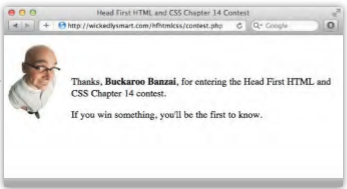 Head First HTML and CSS Chapter 14 Contest
http://wickedlysmart.com/hfhtmlcss/contest.php
Google
Thanks, Buckaroo Banzai, for entering the Head First HTML and
CSS Chapter 14 contest.
If you win something, you'll be the first to know.